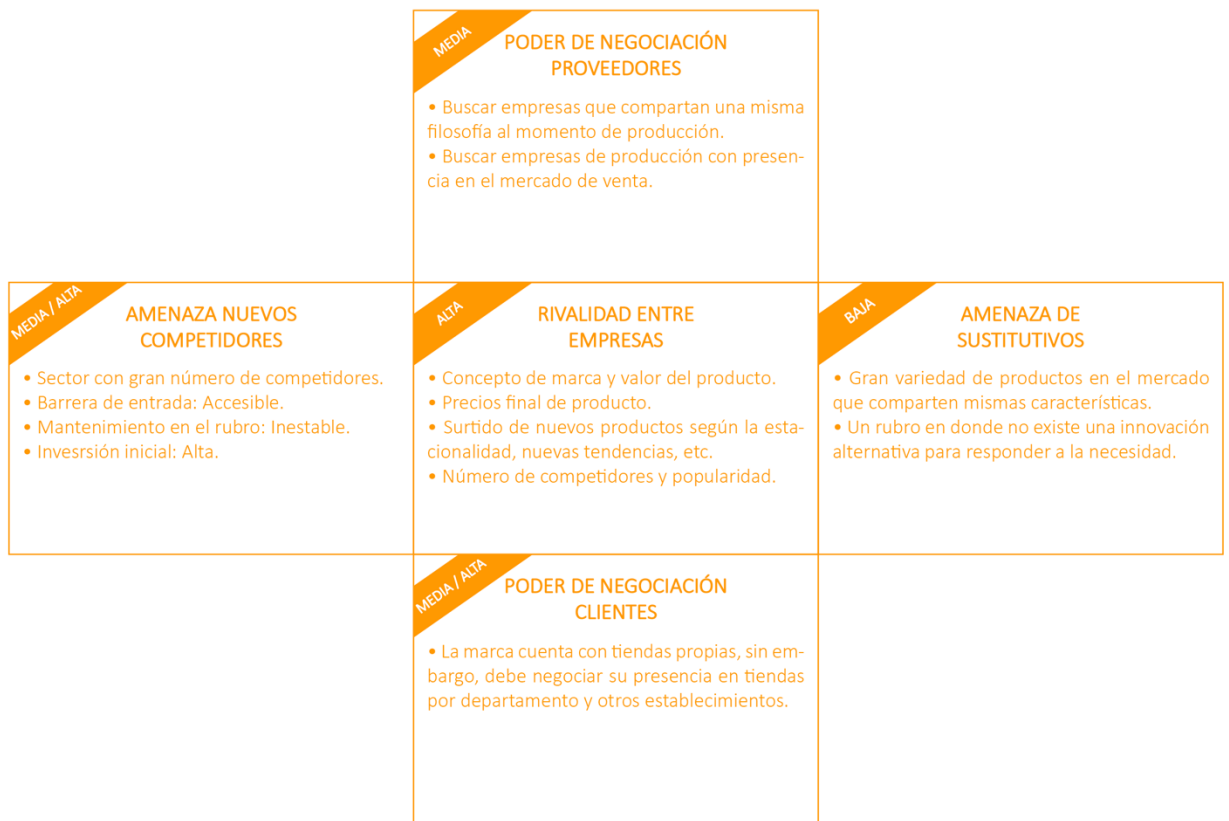 MEDIA
PODER DE NEGOCIACIÓN
PROVEEDORES
• Buscar empresas que compartan una misma
filosofía al momento de producción.
• Buscar empresas de producción con presen-
cia en el mercado de venta.
MEDIA / ALTA
AMENAZA NUEVOS
COMPETIDORES
• Sector con gran número de competidores.
• Barrera de entrada: Accesible.
• Mantenimiento en el rubro: Inestable.
• Invesrsión inicial: Alta.
ALTA
RIVALIDAD ENTRE
EMPRESAS
• Concepto de marca y valor del producto.
• Precios final de producto.
• Surtido de nuevos productos según la esta-
cionalidad, nuevas tendencias, etc.
• Número de competidores y popularidad.
BAJA
AMENAZA DE
SUSTITUTIVOS
• Gran variedad de productos en el mercado
que comparten mismas características.
• Un rubro en donde no existe una innovación
alternativa para responder a la necesidad.
MEDIA / ALTA
PODER DE NEGOCIACIÓN
CLIENTES
• La marca cuenta con tiendas propias, sin em-
bargo, debe negociar su presencia en tiendas
por departamento y otros establecimientos.